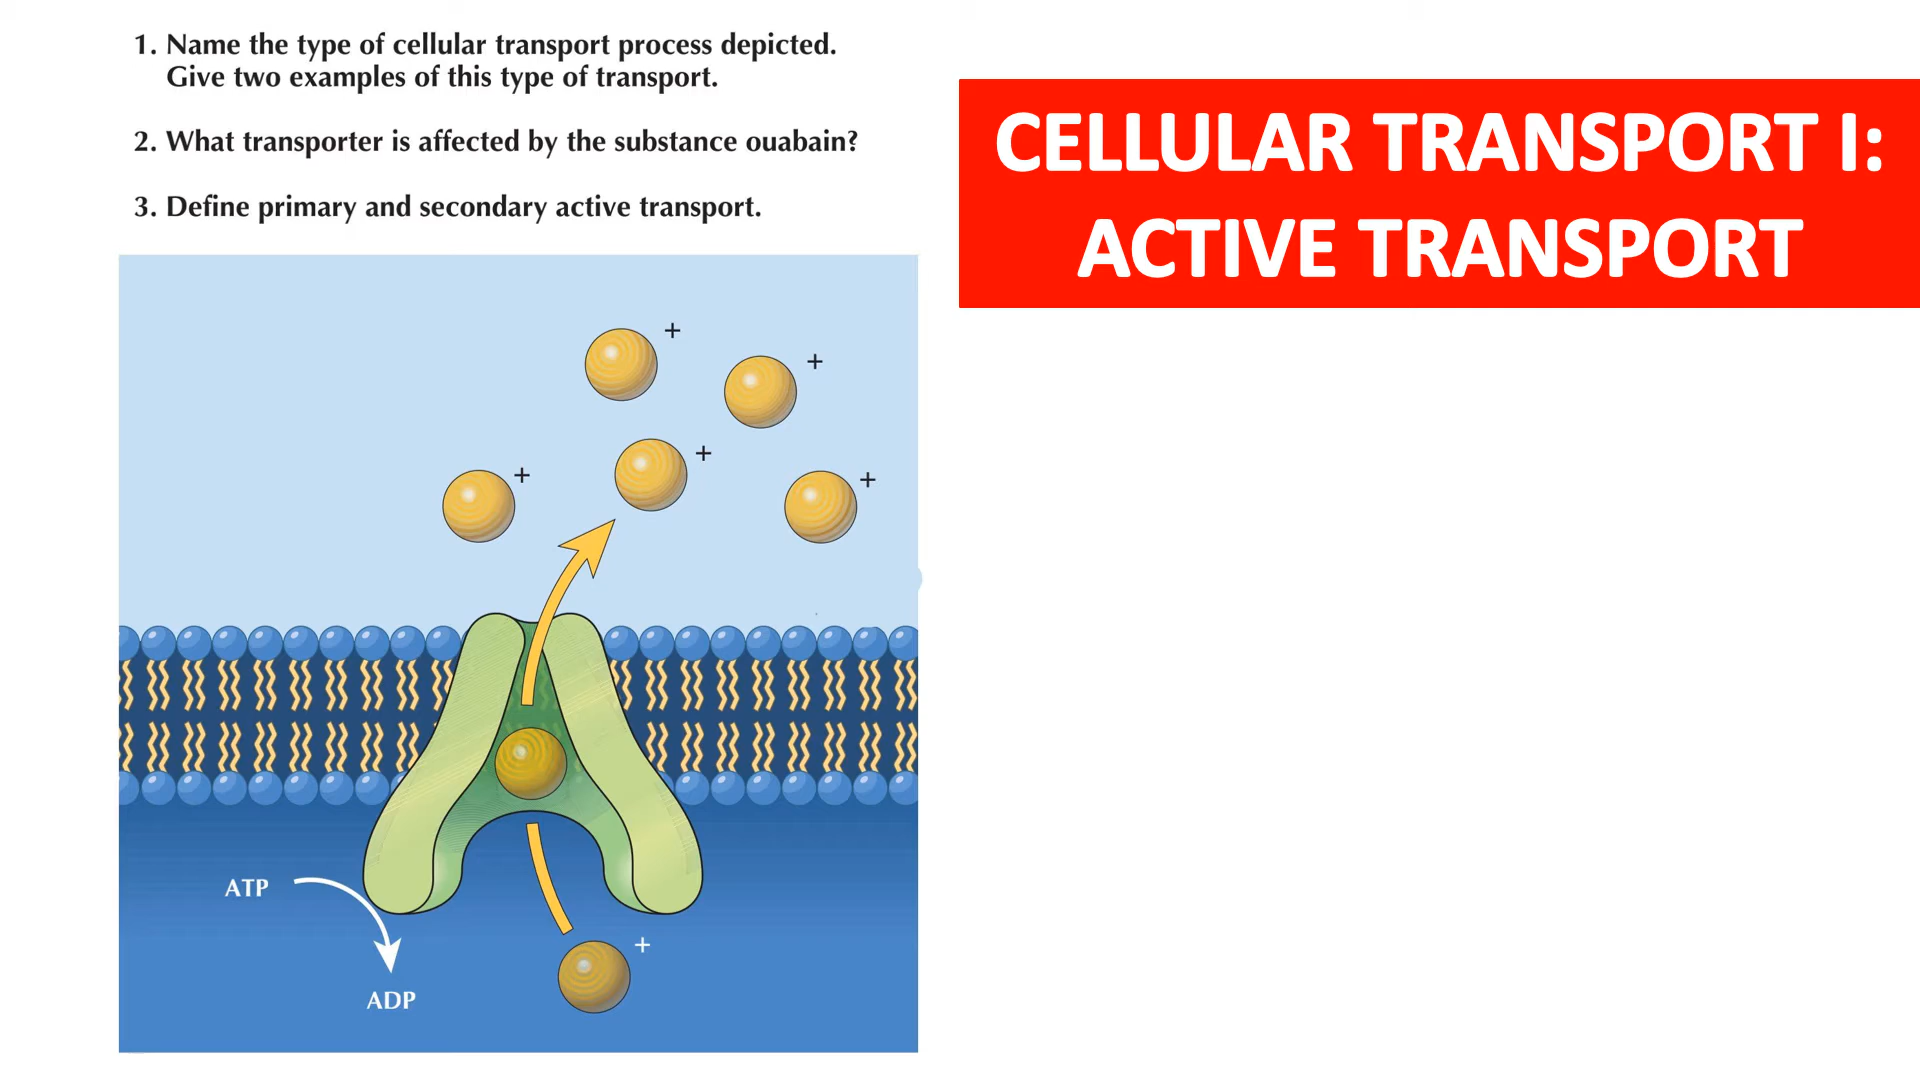 1. Name the type of cellular transport process depicted.
Give two examples of this type of transport.
2. What transporter is affected by the substance ouabain?
3. Define primary and secondary active transport.
CELLULAR TRANSPORT I:
ACTIVE TRANSPORT
+
+
+
+
+
ATP
+
ADP